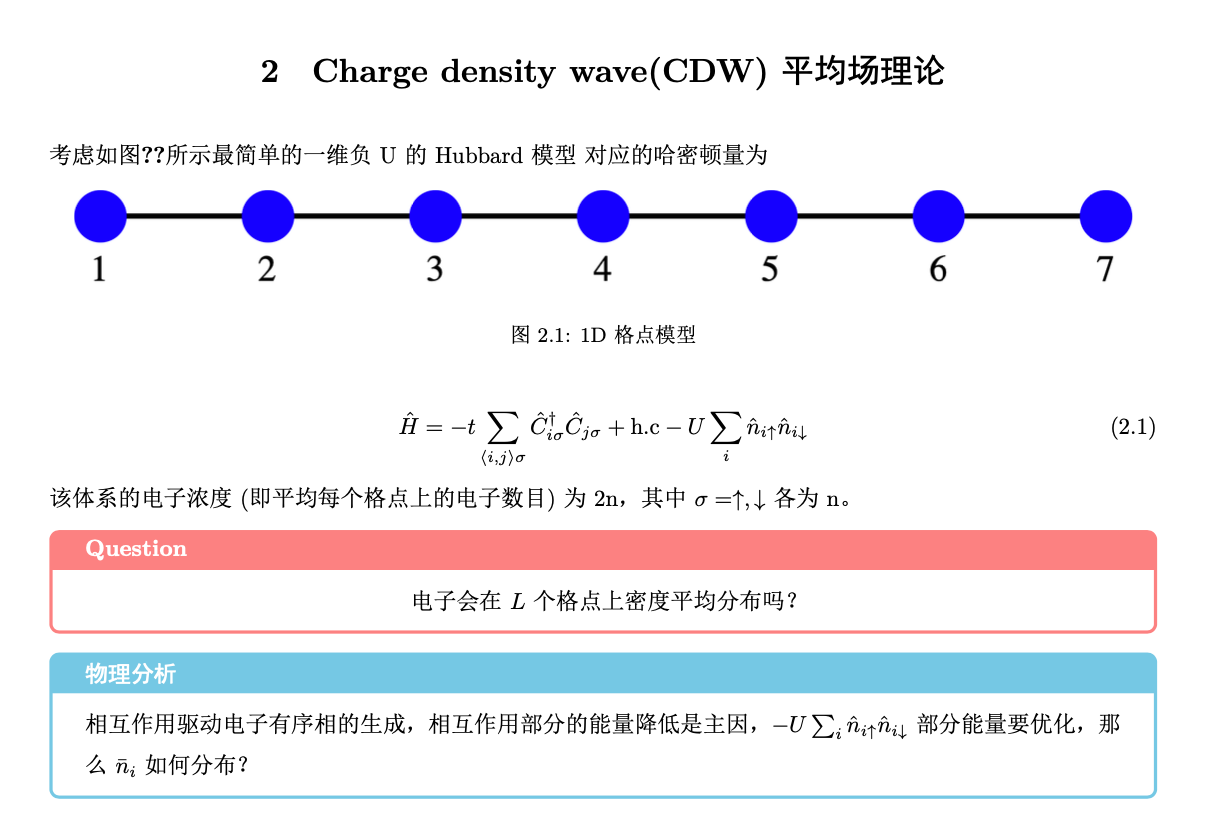 2 Charge density wave(CDW) 平均场理论
考虑如图??所示最简单的一维负 U 的 Hubbard 模型 对应的哈密顿量为
1 2 3 4 5 6 7
图 2.1: 1D 格点模型
$\hat{H} = -t \sum_{\langle i,j \rangle \sigma} \hat{C}_{i\sigma}^{\dagger} \hat{C}_{j\sigma} + \text{h.c} - U \sum_{i} \hat{n}_{i\uparrow} \hat{n}_{i\downarrow}$ (2.1)
该体系的电子浓度 (即平均每个格点上的电子数目) 为 2n，其中 $\sigma =\uparrow, \downarrow$ 各为 n。
Question
电子会在 $L$ 个格点上密度平均分布吗？
物理分析
相互作用驱动电子有序相的生成，相互作用部分的能量降低是主因，$-U \sum_{i} \hat{n}_{i\uparrow} \hat{n}_{i\downarrow}$ 部分能量要优化，那
么 $\bar{n}_i$ 如何分布？